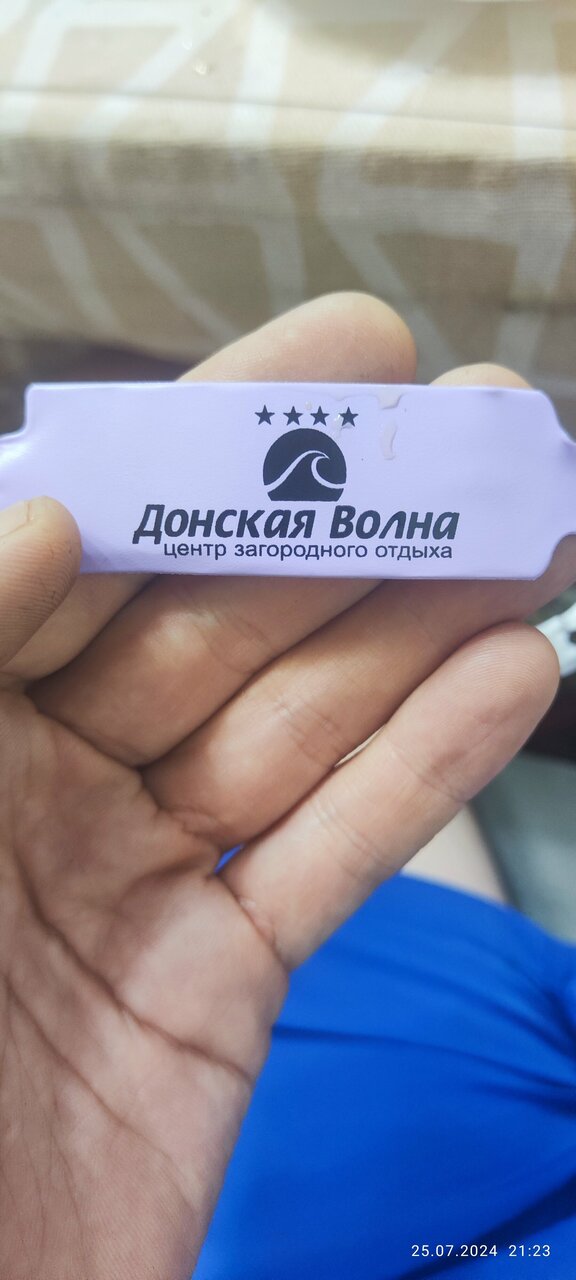 Донская Волна
центр загородного отдыха
25.07.2024 21:23